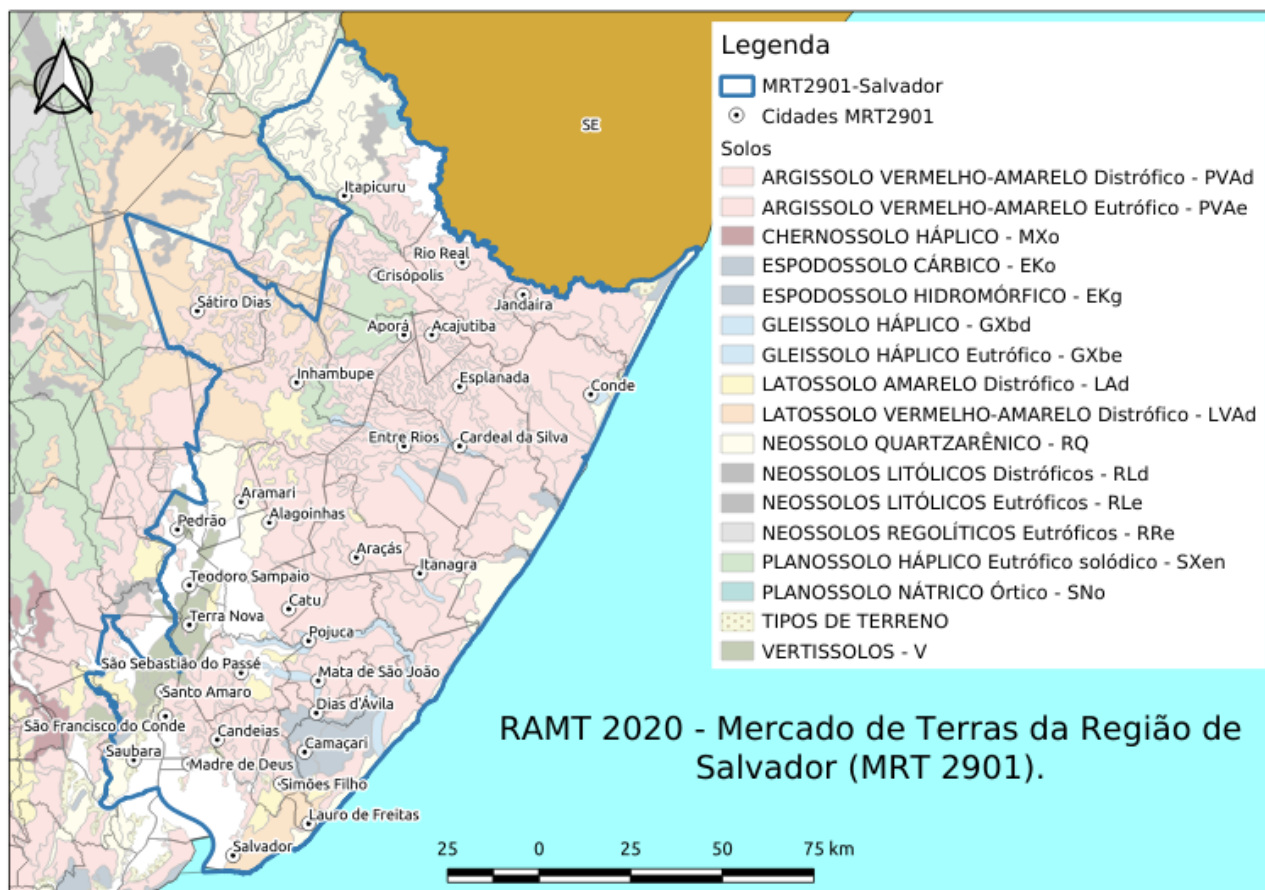 Legenda
MRT2901-Salvador
Cidades MRT2901
Solos
ARGISSOLO VERMELHO-AMARELO Distrófico - PVAd
ARGISSOLO VERMELHO-AMARELO Eutrófico - PVAe
CHERNOSSOLO HÁPLICO - MXo
ESPODOSSOLO CÁRBICO - EKo
ESPODOSSOLO HIDROMÓRFICO - EKg
GLEISSOLO HÁPLICO - GXbd
GLEISSOLO HÁPLICO Eutrófico - GXbe
LATOSSOLO AMARELO Distrófico - LAd
LATOSSOLO VERMELHO-AMARELO Distrófico - LVAd
NEOSSOLO QUARTZARÊNICO - RQ
NEOSSOLOS LITÓLICOS Distróficos - RLd
NEOSSOLOS LITÓLICOS Eutróficos - RLe
NEOSSOLOS REGOLÍTICOS Eutróficos - RRe
PLANOSSOLO HÁPLICO Eutrófico solódico - SXen
PLANOSSOLO NÁTRICO Órtico - SNo
TIPOS DE TERRENO
VERTISSOLOS - V
SE
Itapicuru
Rio Real
Crisópolis
Sátiro Dias
Jandaíra
Aporá
Acajutiba
Inhambupe
Esplanada
Conde
Entre Rios
Cardeal da Silva
Aramari
Alagoinhas
Pedrão
Araçás
Itanagra
Teodoro Sampaio
Catu
Terra Nova
Pojuca
São Sebastião do Passé
Mata de São João
Santo Amaro
Dias d'Ávila
São Francisco do Conde
Candeias
Camaçari
Saubara
Madre de Deus
Simões Filho
Lauro de Freitas
Salvador
RAMT 2020 - Mercado de Terras da Região de
Salvador (MRT 2901).
25 0 25 50 75 km